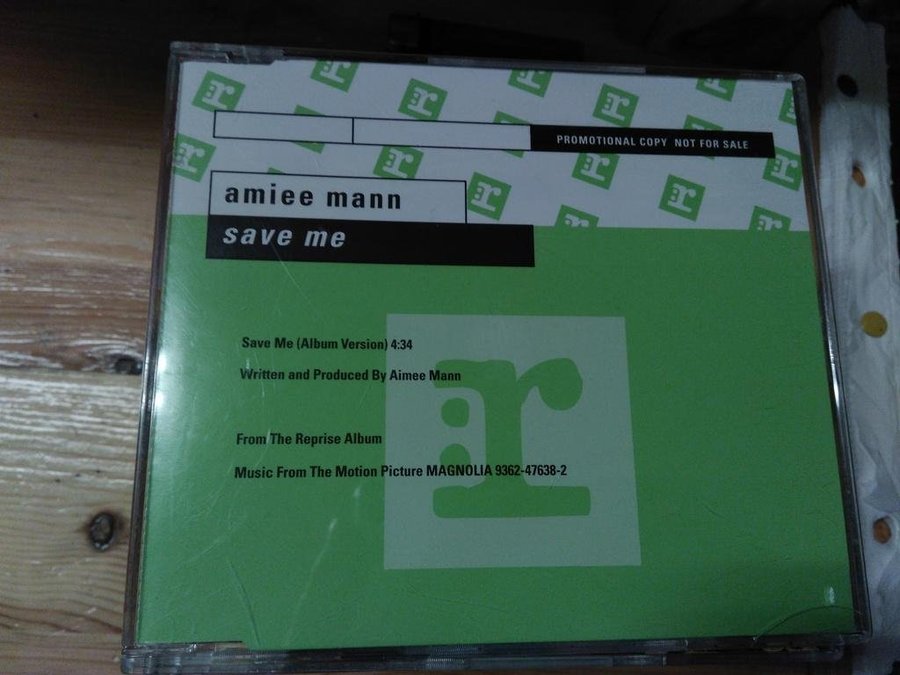 PROMOTIONAL COPY NOT FOR SALE
amiee mann
save me
Save Me (Album Version) 4:34
Written and Produced By Aimee Mann
From The Reprise Album
Music From The Motion Picture MAGNOLIA 9362-47638-2
:r